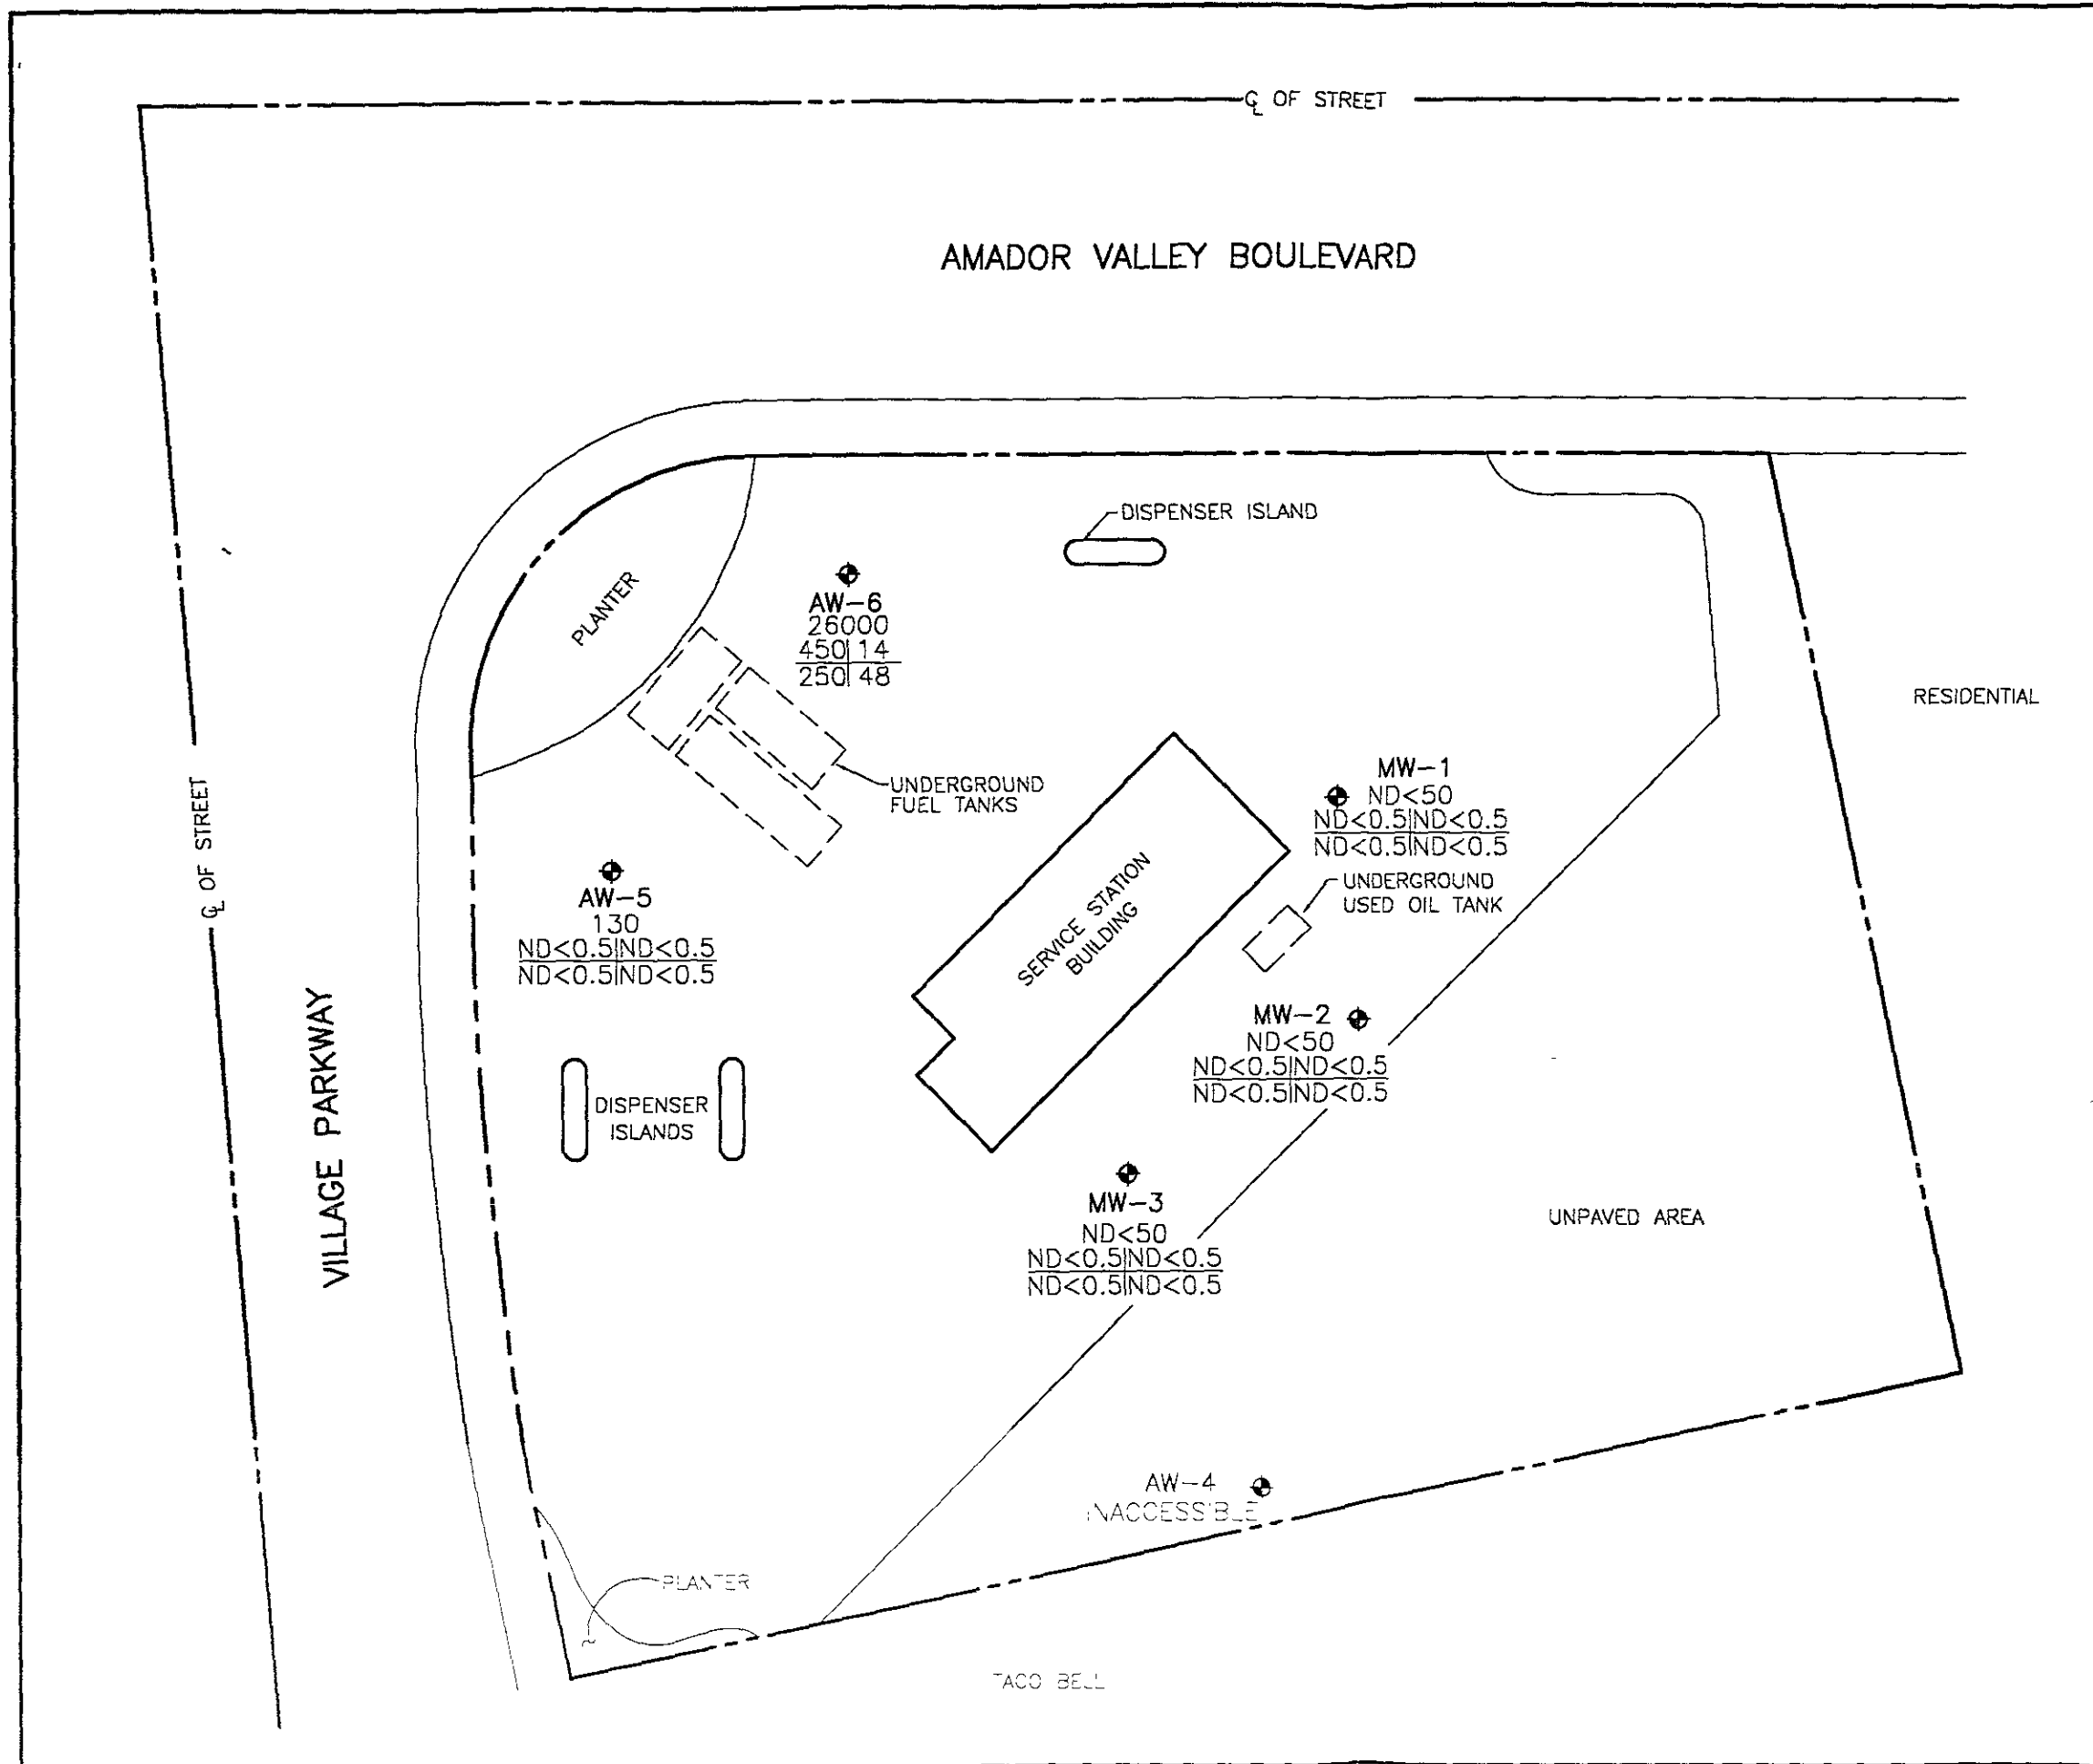 ℄ OF STREET
AMADOR VALLEY BOULEVARD
DISPENSER ISLAND
PLANTER
AW-6
26000
450|14
250|48
RESIDENTIAL
UNDERGROUND
FUEL TANKS
MW-1
ND<50
ND<0.5|ND<0.5
ND<0.5|ND<0.5
℄ OF STREET
UNDERGROUND
USED OIL TANK
AW-5
130
ND<0.5|ND<0.5
ND<0.5|ND<0.5
SERVICE STATION
BUILDING
VILLAGE PARKWAY
MW-2
ND<50
ND<0.5|ND<0.5
ND<0.5|ND<0.5
DISPENSER
ISLANDS
MW-3
ND<50
ND<0.5|ND<0.5
ND<0.5|ND<0.5
UNPAVED AREA
AW-4
INACCESSIBLE
PLANTER
TACO BELL